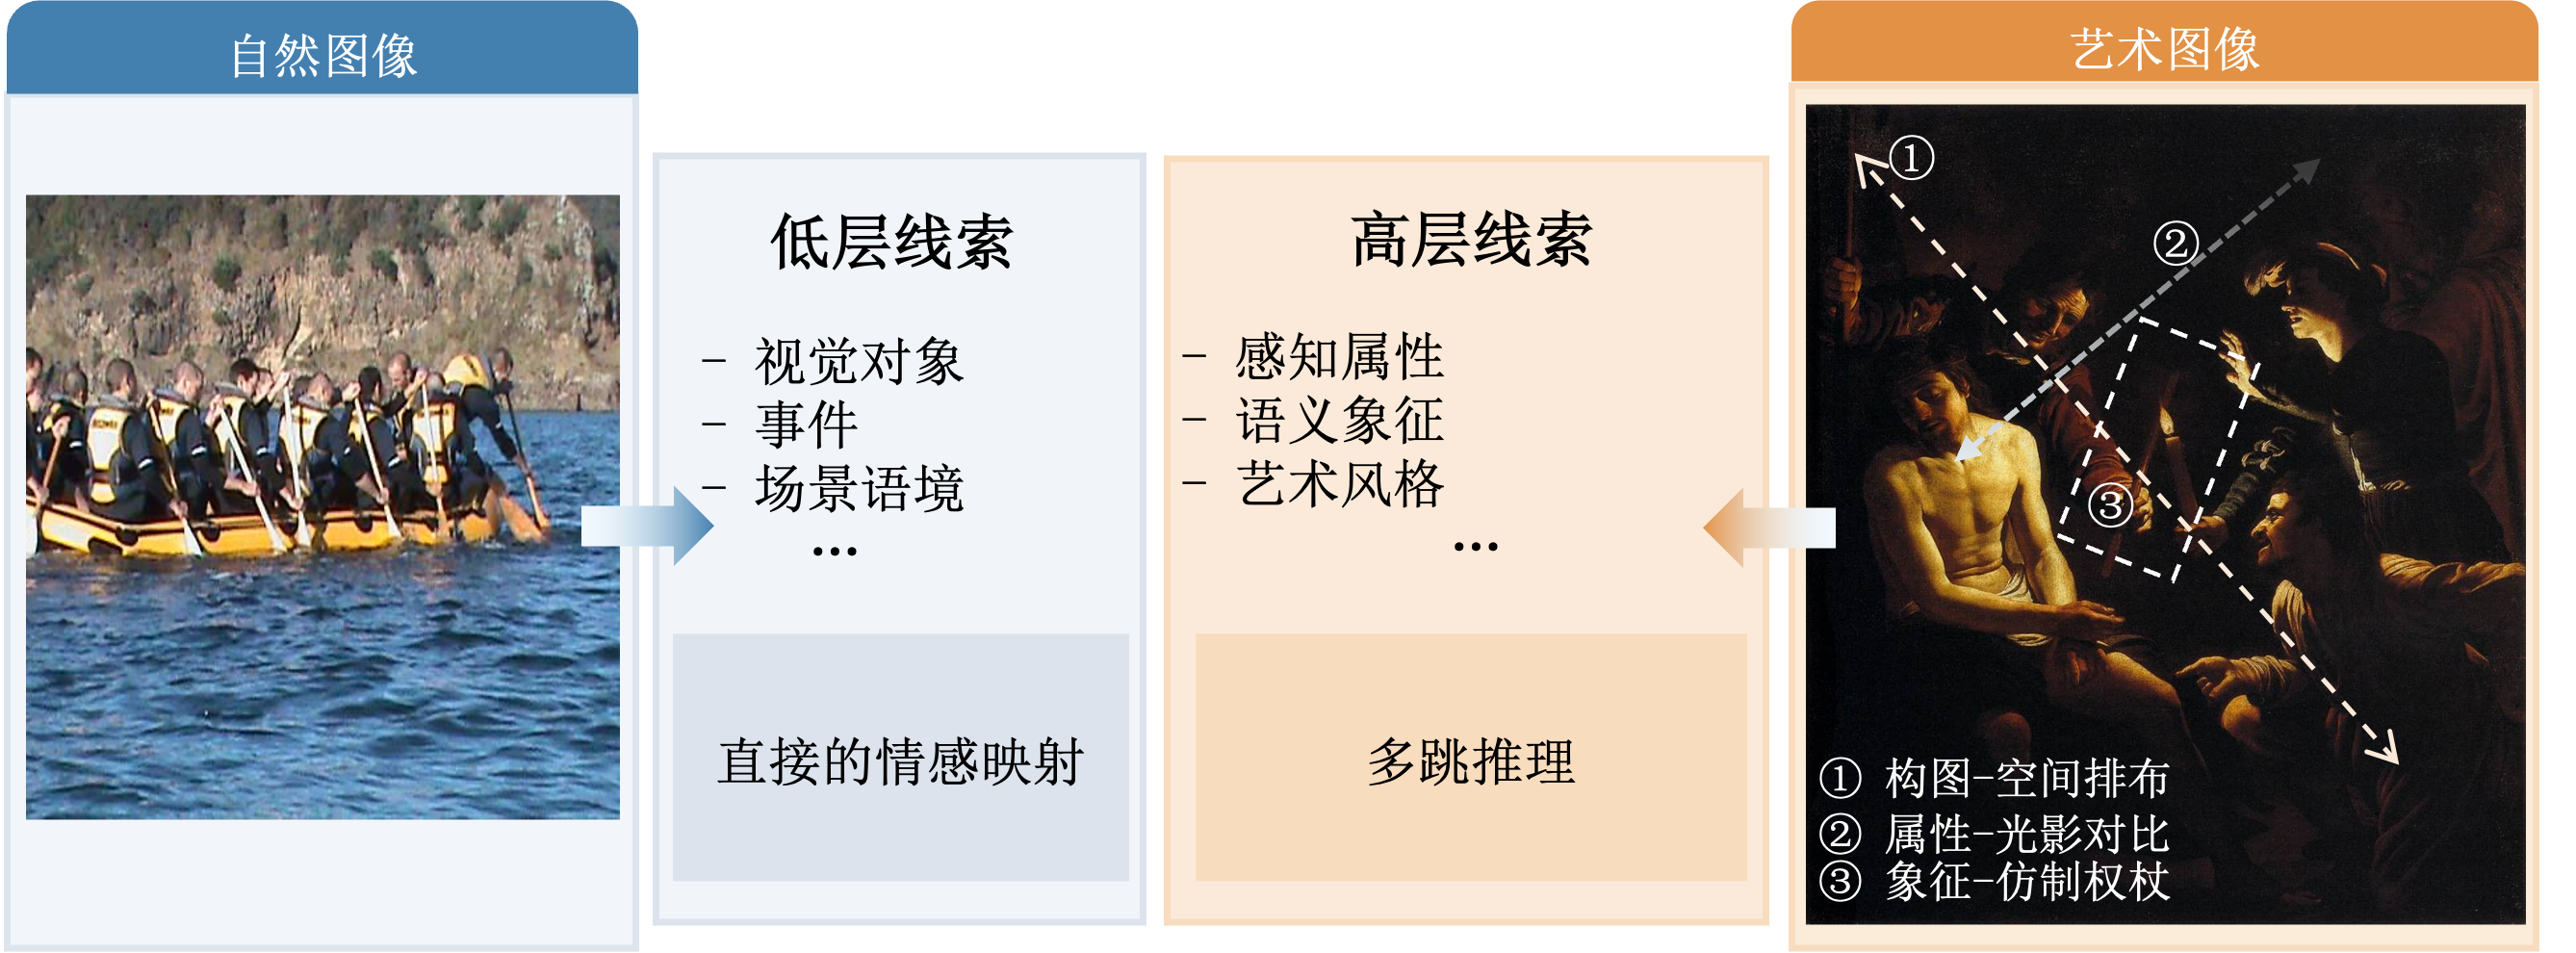 自然图像
低层线索
- 视觉对象
- 事件
- 场景语境
...
直接的情感映射
高层线索
- 感知属性
- 语义象征
- 艺术风格
...
多跳推理
艺术图像
①
②
③
① 构图-空间排布
② 属性-光影对比
③ 象征-仿制权杖